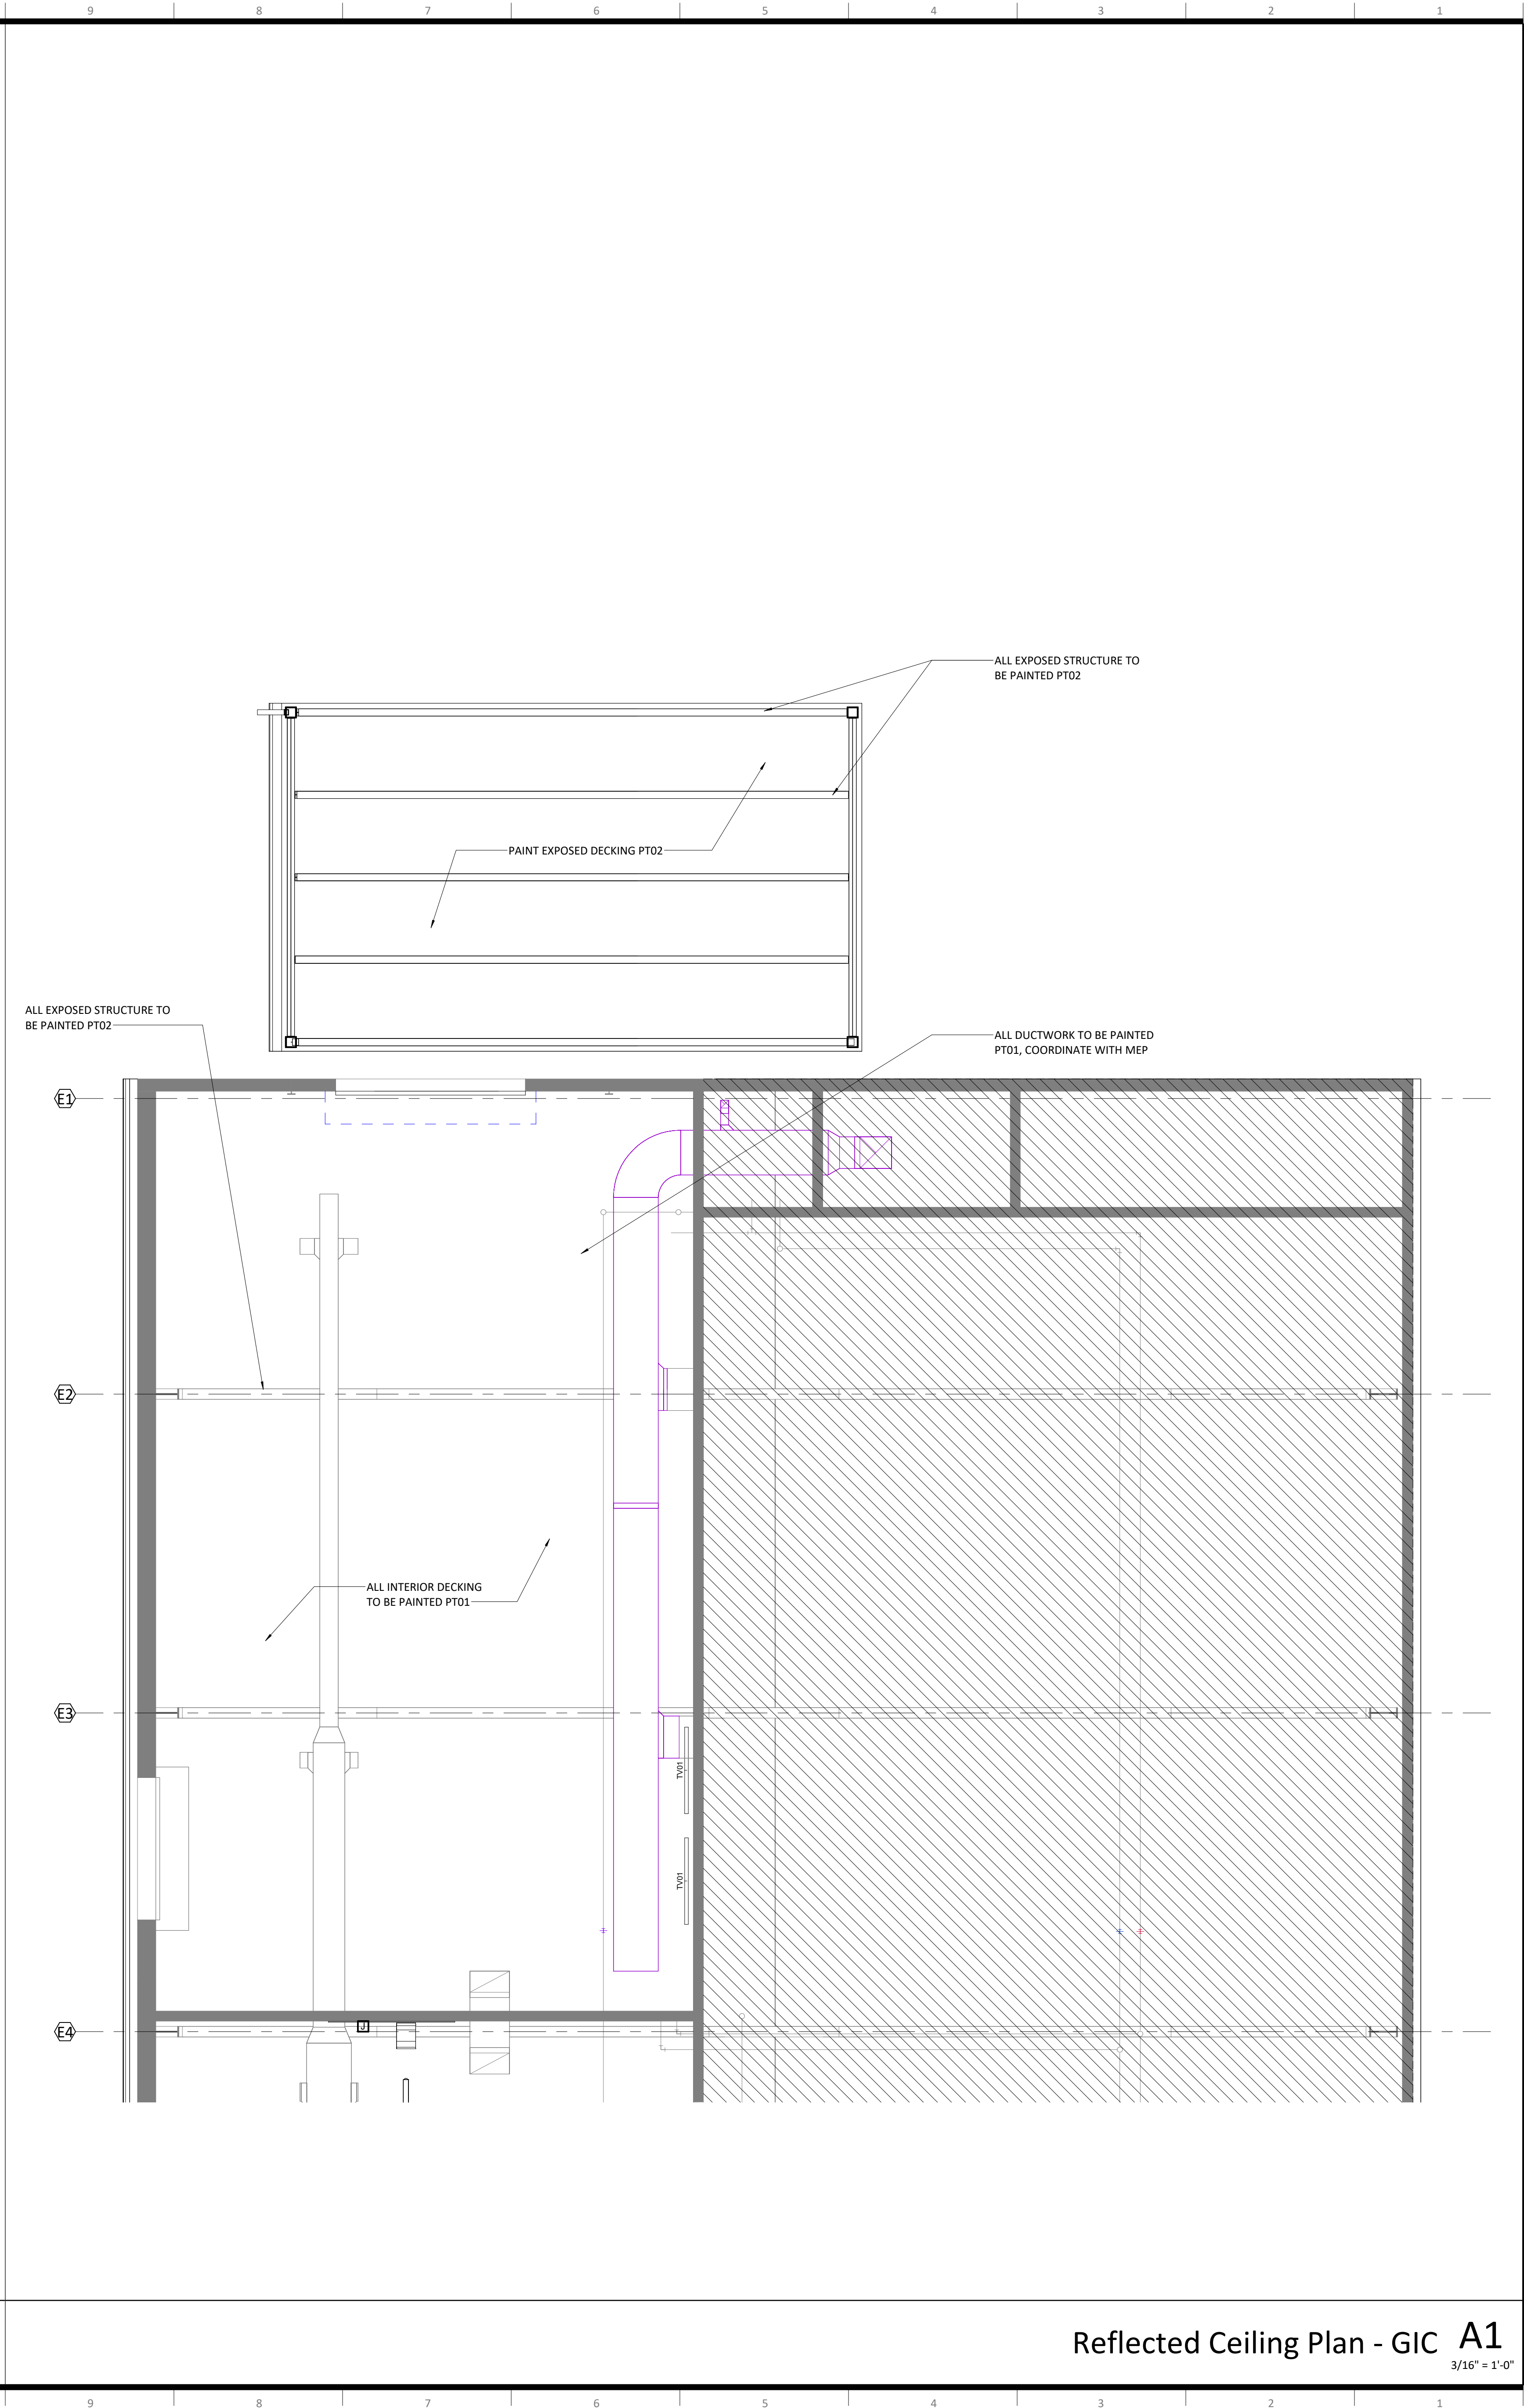 9 8 7 6 5 4 3 2 1
ALL EXPOSED STRUCTURE TO
BE PAINTED PT02
PAINT EXPOSED DECKING PT02
ALL EXPOSED STRUCTURE TO
BE PAINTED PT02
ALL DUCTWORK TO BE PAINTED
PT01, COORDINATE WITH MEP
E1
E2
ALL INTERIOR DECKING
TO BE PAINTED PT01
E3
TV01
TV01
E4
J
Reflected Ceiling Plan - GIC A1
3/16" = 1'-0"
9 8 7 6 5 4 3 2 1